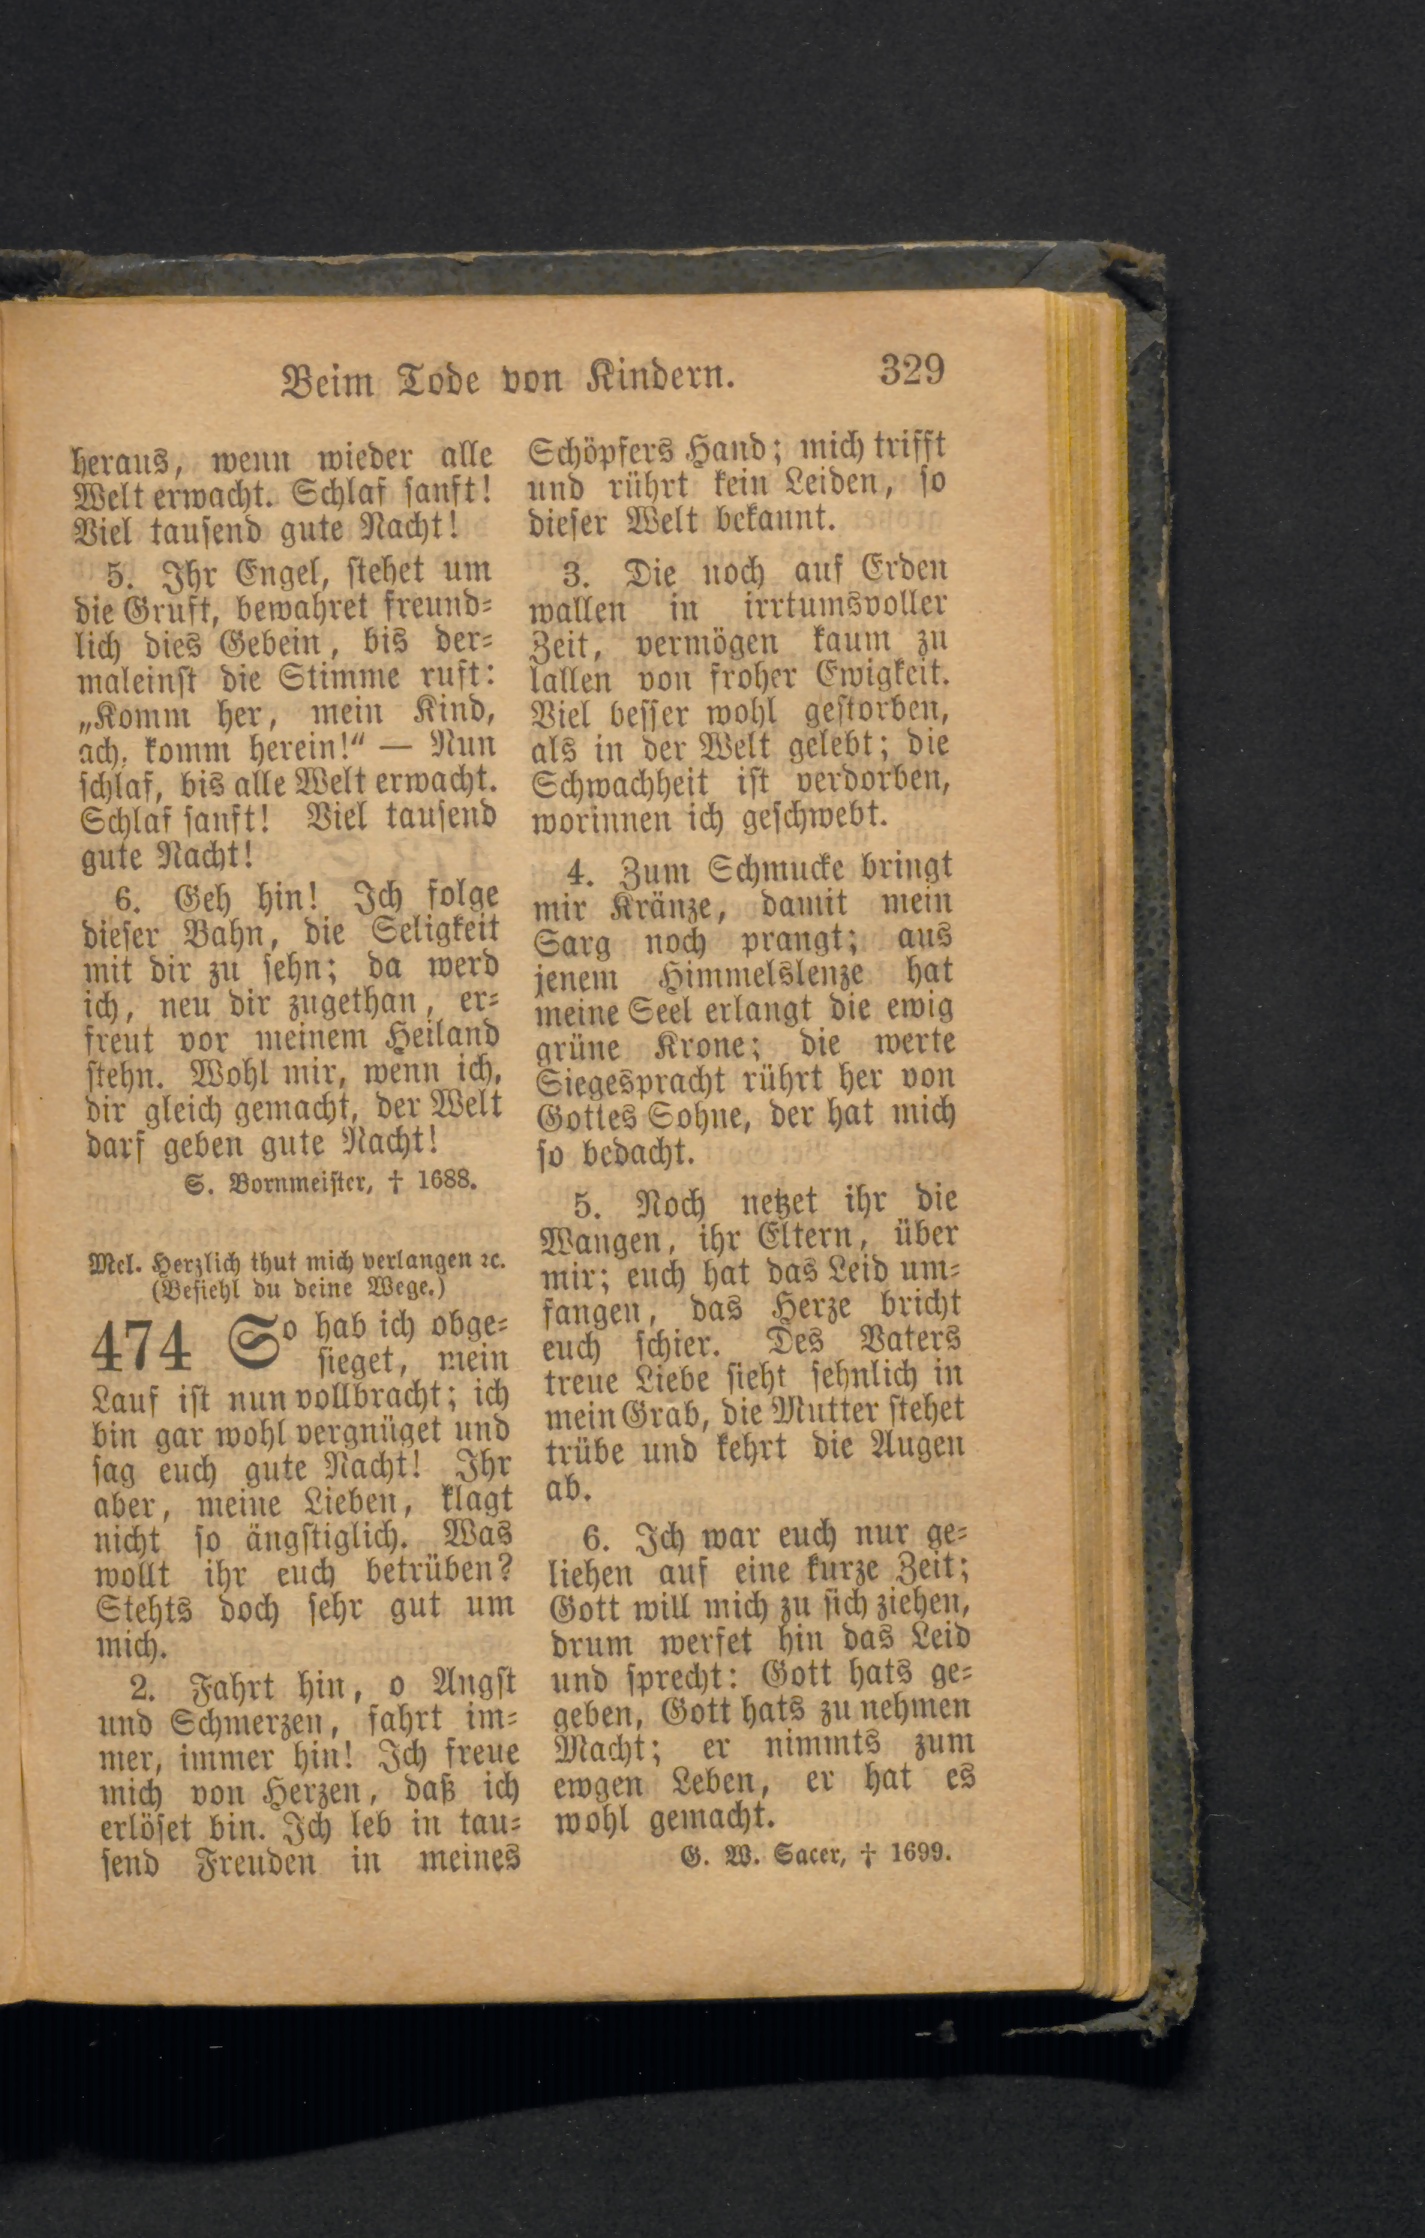 Beim Tode von Kindern. 329
heraus, wenn wieder alle
Welt erwacht. Schlaf sanft!
Viel tausend gute Nacht!
5. Ihr Engel, stehet um
die Gruft, bewahret freund-
lich dies Gebein, bis der-
maleinst die Stimme ruft:
„Komm her, mein Kind,
ach, komm herein!“ — Nun
schlaf, bis alle Welt erwacht.
Schlaf sanft! Viel tausend
gute Nacht!
6. Geh hin! Ich folge
dieser Bahn, die Seligkeit
mit dir zu sehn; da werd
ich, neu dir zugethan, er-
freut vor meinem Heiland
stehn. Wohl mir, wenn ich,
dir gleich gemacht, der Welt
darf geben gute Nacht!
S. Bornmeister, † 1688.
Mel. Herzlich thut mich verlangen ꝛc.
(Befiehl du deine Wege.)
474 So hab ich obge-
sieget, mein
Lauf ist nun vollbracht; ich
bin gar wohl vergnüget und
sag euch gute Nacht! Ihr
aber, meine Lieben, klagt
nicht so ängstiglich. Was
wollt ihr euch betrüben?
Stehts doch sehr gut um
mich.
2. Fahrt hin, o Angst
und Schmerzen, fahrt im-
mer, immer hin! Ich freue
mich von Herzen, daß ich
erlöset bin. Ich leb in tau-
send Freuden in meines
Schöpfers Hand; mich trifft
und rührt kein Leiden, so
dieser Welt bekannt.
3. Die noch auf Erden
wallen in irrtumsvoller
Zeit, vermögen kaum zu
lallen von froher Ewigkeit.
Viel besser wohl gestorben,
als in der Welt gelebt; die
Schwachheit ist verdorben,
worinnen ich geschwebt.
4. Zum Schmucke bringt
mir Kränze, damit mein
Sarg noch prangt; aus
jenem Himmelslenze hat
meine Seel erlangt die ewig
grüne Krone; die werte
Siegespracht rührt her von
Gottes Sohne, der hat mich
so bedacht.
5. Noch netzet ihr die
Wangen, ihr Eltern, über
mir; euch hat das Leid um-
fangen, das Herze bricht
euch schier. Des Vaters
treue Liebe sieht sehnlich in
mein Grab, die Mutter stehet
trübe und kehrt die Augen
ab.
6. Ich war euch nur ge-
liehen auf eine kurze Zeit;
Gott will mich zu sich ziehen,
drum werfet hin das Leid
und sprecht: Gott hats ge-
geben, Gott hats zu nehmen
Macht; er nimmts zum
ewgen Leben, er hat es
wohl gemacht.
G. W. Sacer, † 1699.